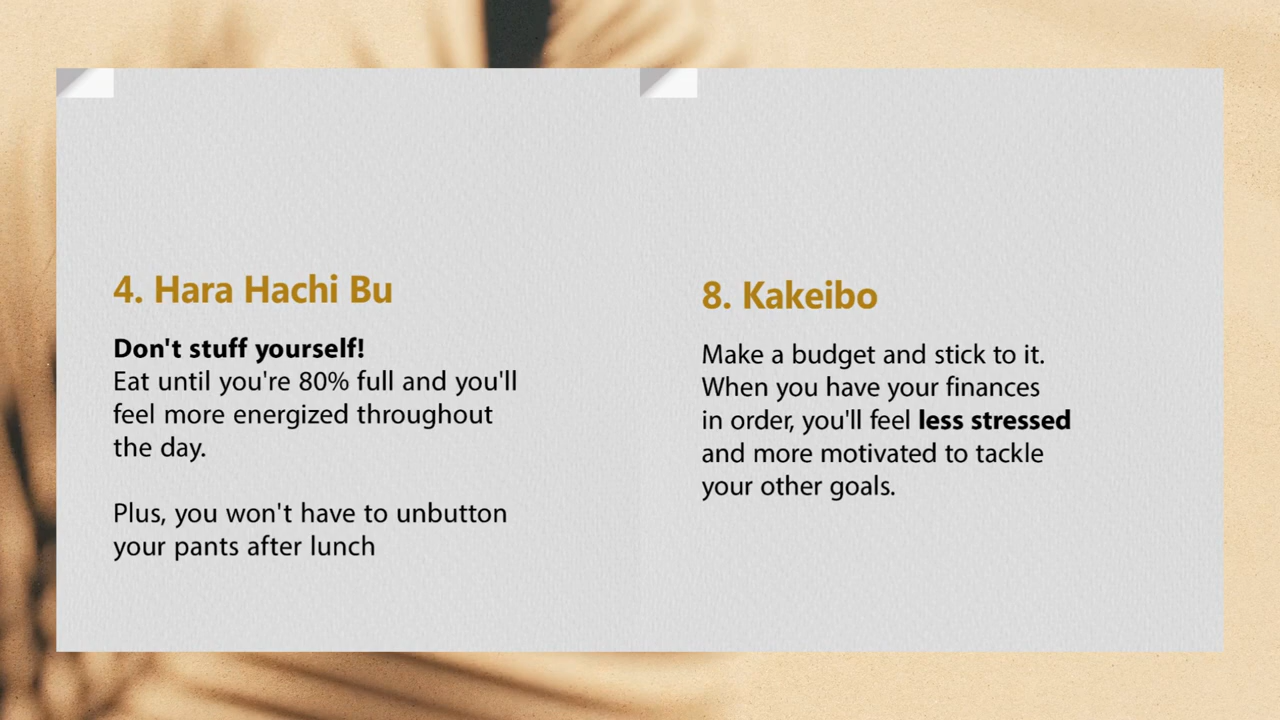 4. Hara Hachi Bu
Don't stuff yourself!
Eat until you're 80% full and you'll
feel more energized throughout
the day.
Plus, you won't have to unbutton
your pants after lunch
8. Kakeibo
Make a budget and stick to it.
When you have your finances
in order, you'll feel less stressed
and more motivated to tackle
your other goals.